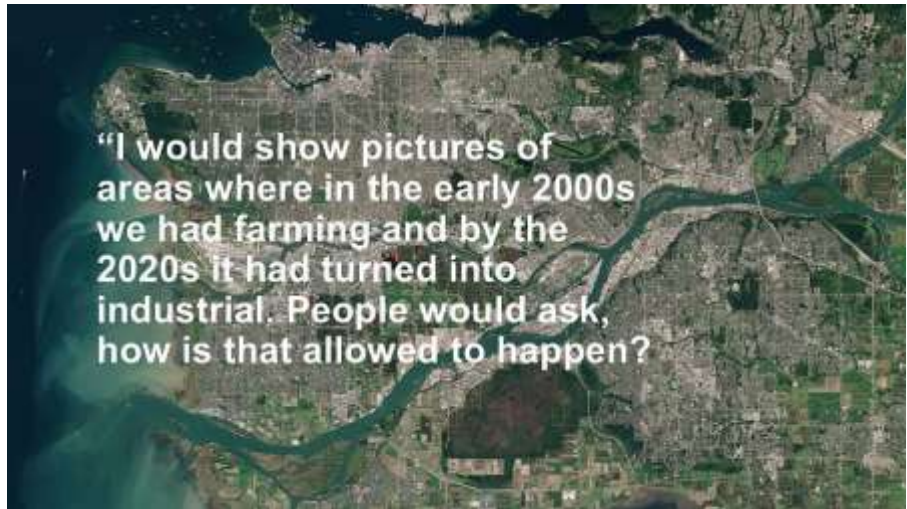 “I would show pictures of
areas where in the early 2000s
we had farming and by the
2020s it had turned into
industrial. People would ask,
how is that allowed to happen?